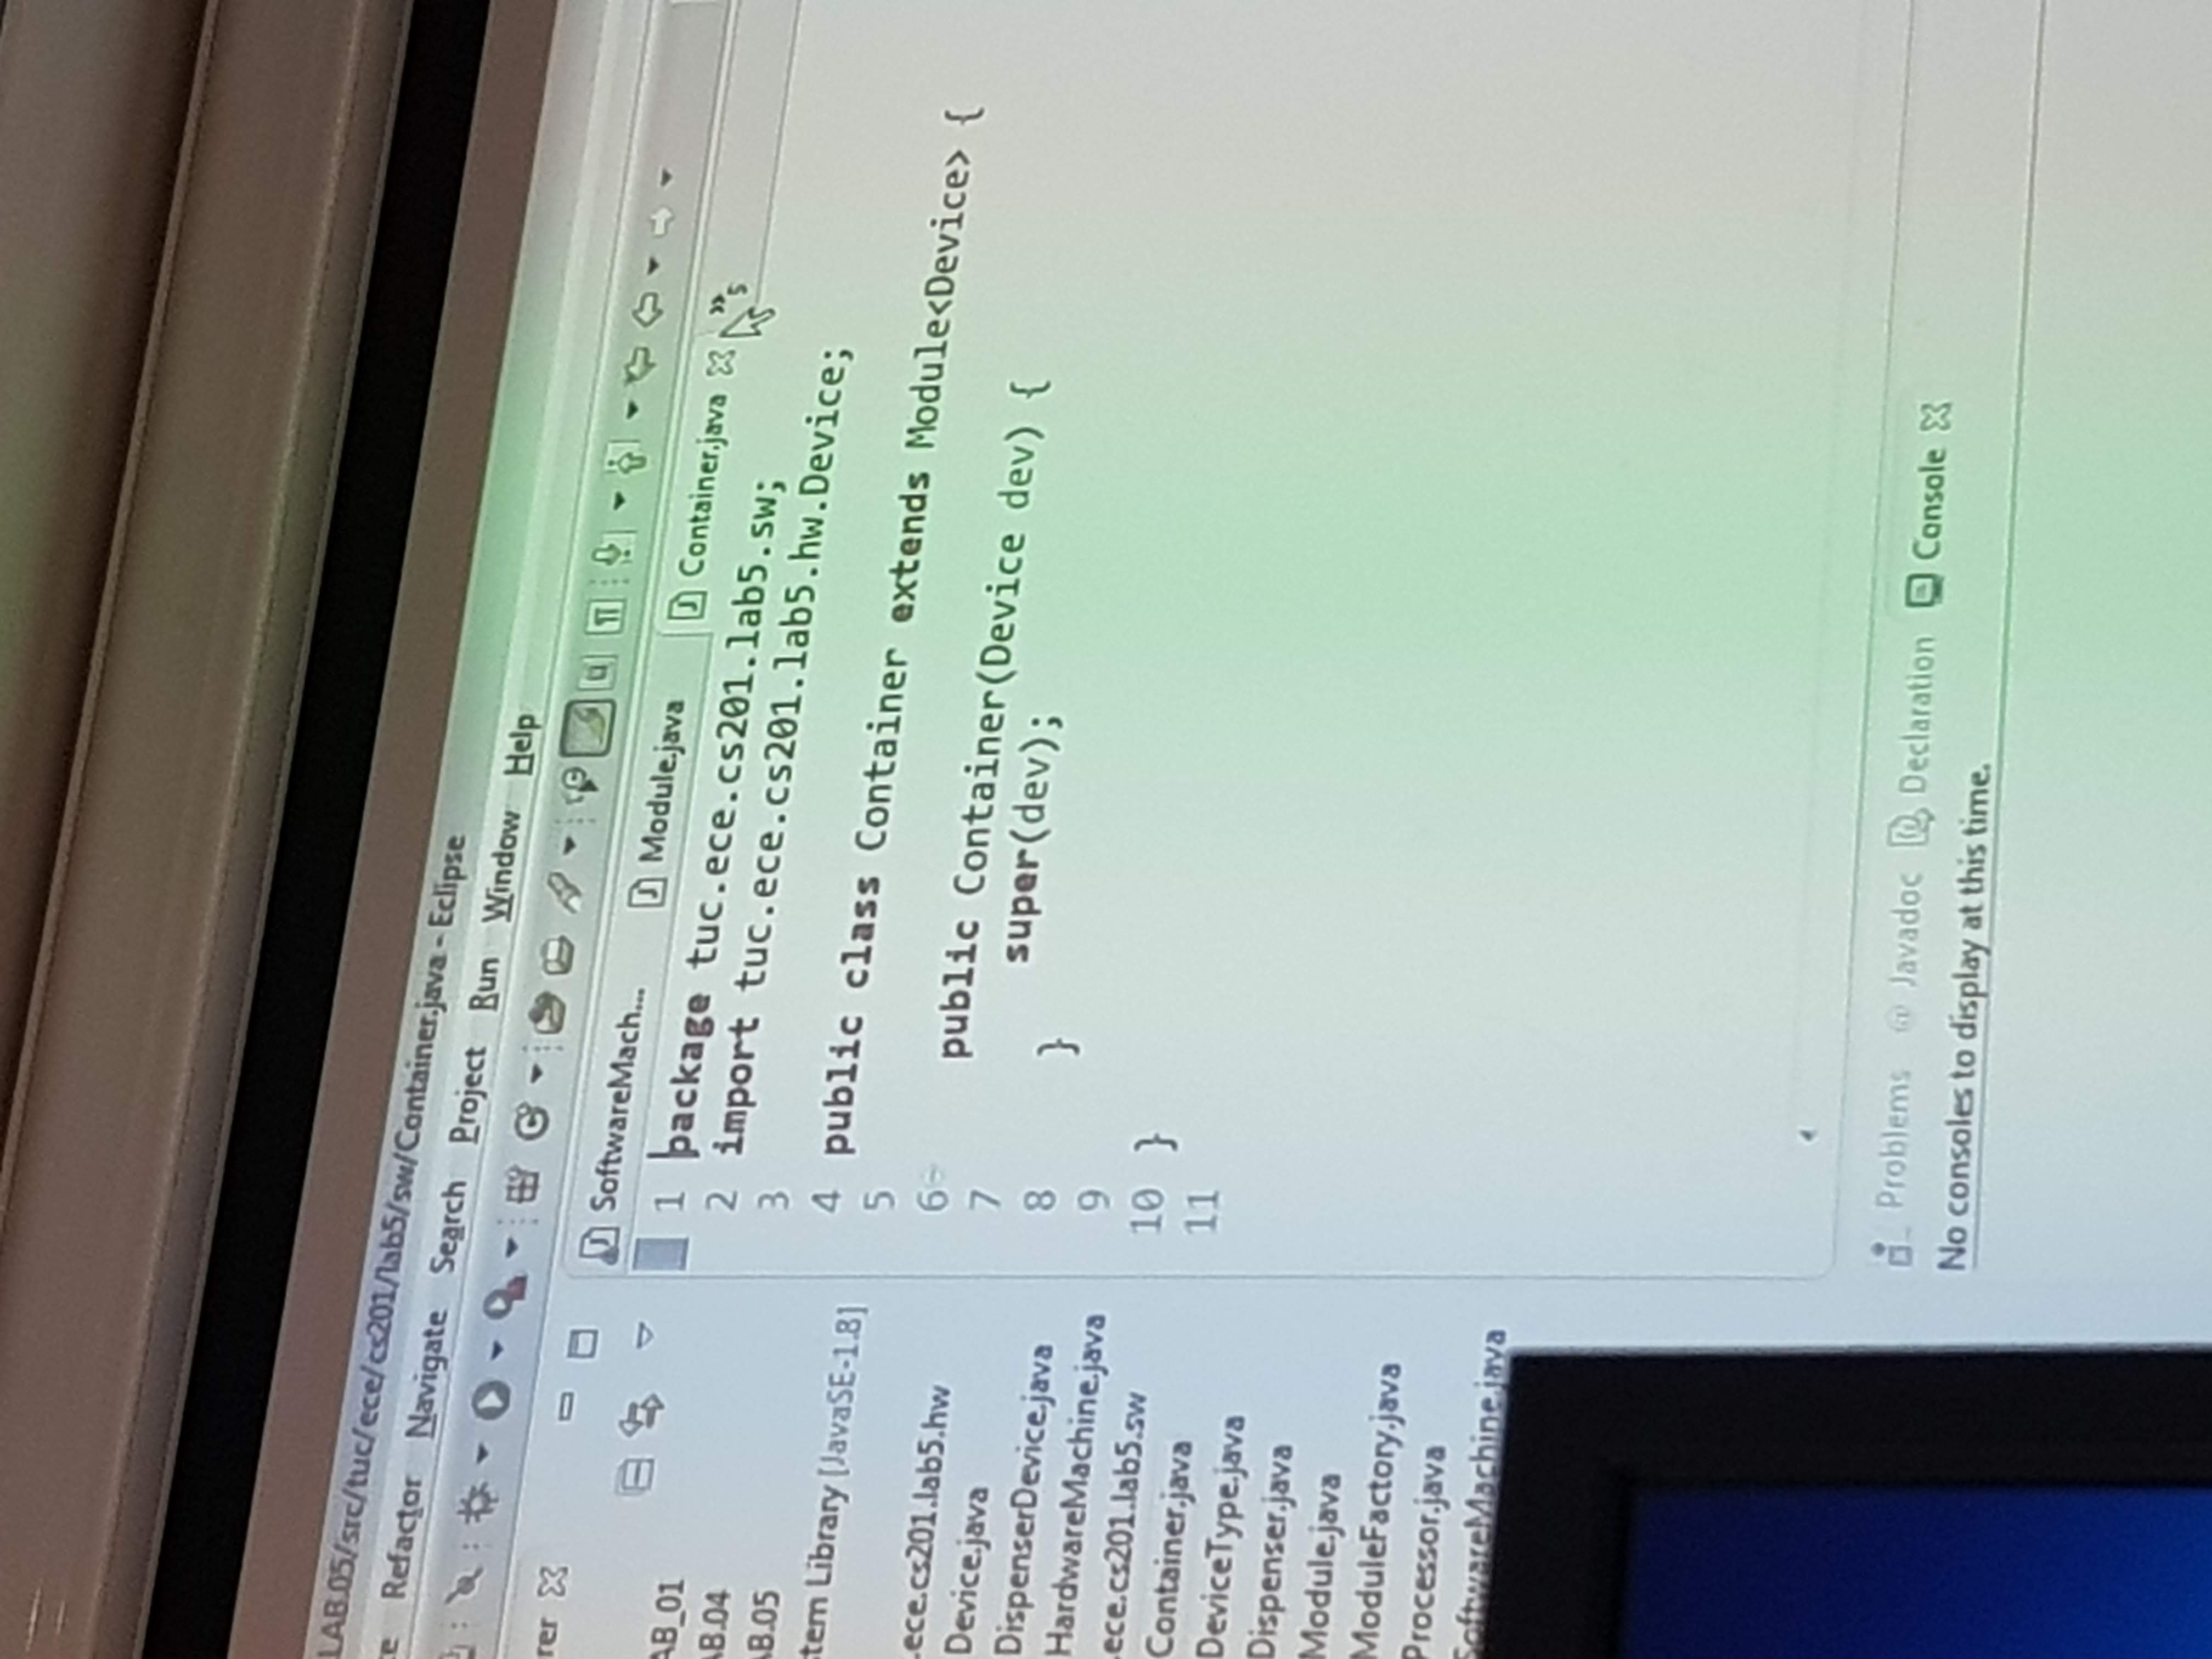 LAB.05/src/tuc/ece/cs201/lab5/sw/Container.java - Eclipse
Refactor Navigate Search Project Run Window Help
SoftwareMach... Module.java Container.java »5
AB_01
AB.04
AB.05
tem Library [JavaSE-1.8]
.ece.cs201.lab5.hw
Device.java
DispenserDevice.java
HardwareMachine.java
.ece.cs201.lab5.sw
Container.java
DeviceType.java
Dispenser.java
Module.java
ModuleFactory.java
Processor.java
SoftwareMachine.java
1 package tuc.ece.cs201.lab5.sw;
2 import tuc.ece.cs201.lab5.hw.Device;
3
4 public class Container extends Module<Device> {
5
6 public Container(Device dev) {
7 super(dev);
8 }
9
10 }
11
Problems @ Javadoc Declaration Console
No consoles to display at this time.